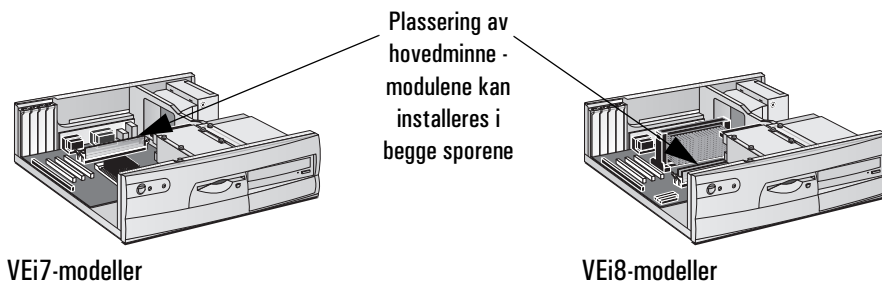 Plassering av
hovedminne -
modulene kan
installeres i
begge sporene
VEi7-modeller
VEi8-modeller